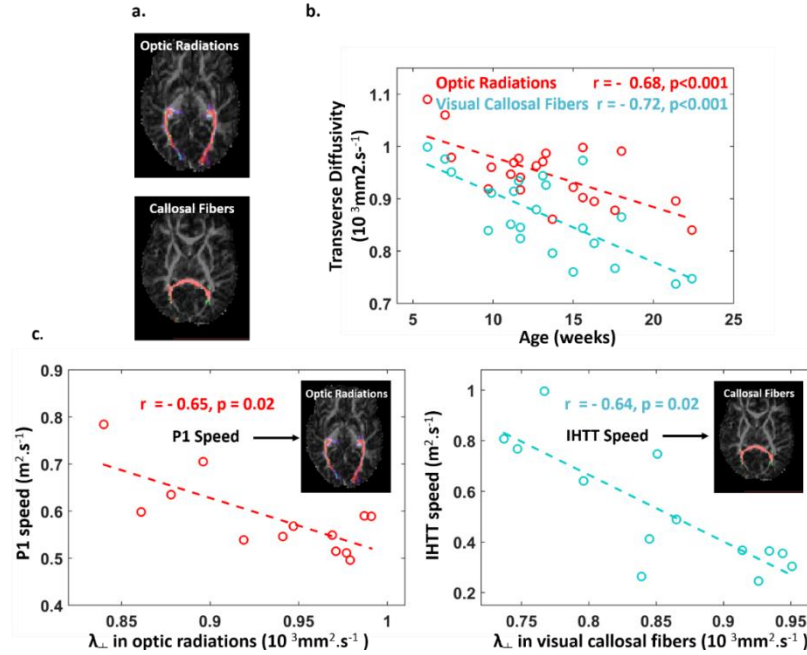 a.
Optic Radiations
Callosal Fibers
b.
Optic Radiations r = - 0.68, p<0.001
Visual Callosal Fibers r = - 0.72, p<0.001
Transverse Diffusivity
(10 ³mm2.s-¹)
1.1
1
0.9
0.8
0.7
5 10 15 20 25
Age (weeks)
c.
P1 speed (m².s⁻¹)
0.9
0.8
0.7
0.6
0.5
0.4
r = - 0.65, p = 0.02
P1 Speed
Optic Radiations
0.85 0.9 0.95 1
λ⊥ in optic radiations (10 ³mm².s⁻¹)
IHTT speed (m².s⁻¹)
1
0.8
0.6
0.4
0.2
r = - 0.64, p = 0.02
IHTT Speed
Callosal Fibers
0.75 0.8 0.85 0.9 0.95
λ⊥ in visual callosal fibers (10 ³mm².s⁻¹)